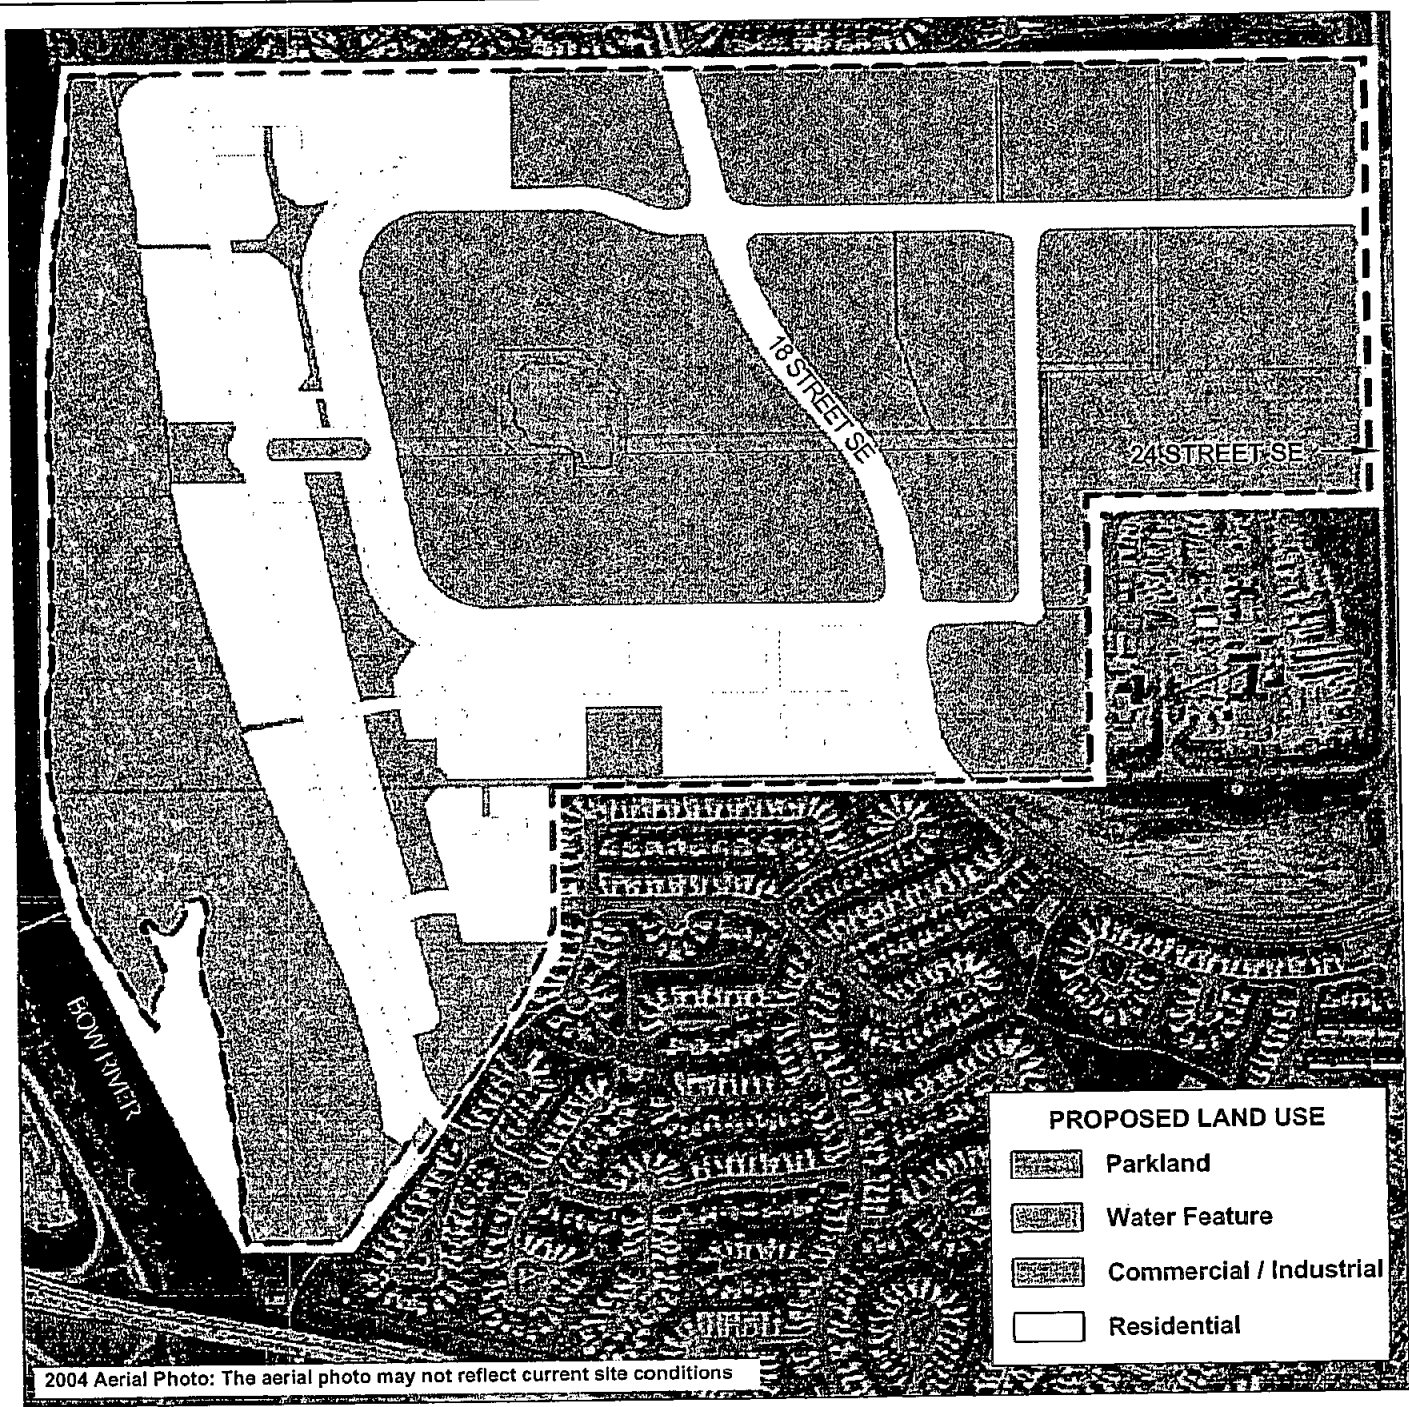 18 STREET SE
24 STREET SE
BOW RIVER
PROPOSED LAND USE
Parkland
Water Feature
Commercial / Industrial
Residential
2004 Aerial Photo: The aerial photo may not reflect current site conditions